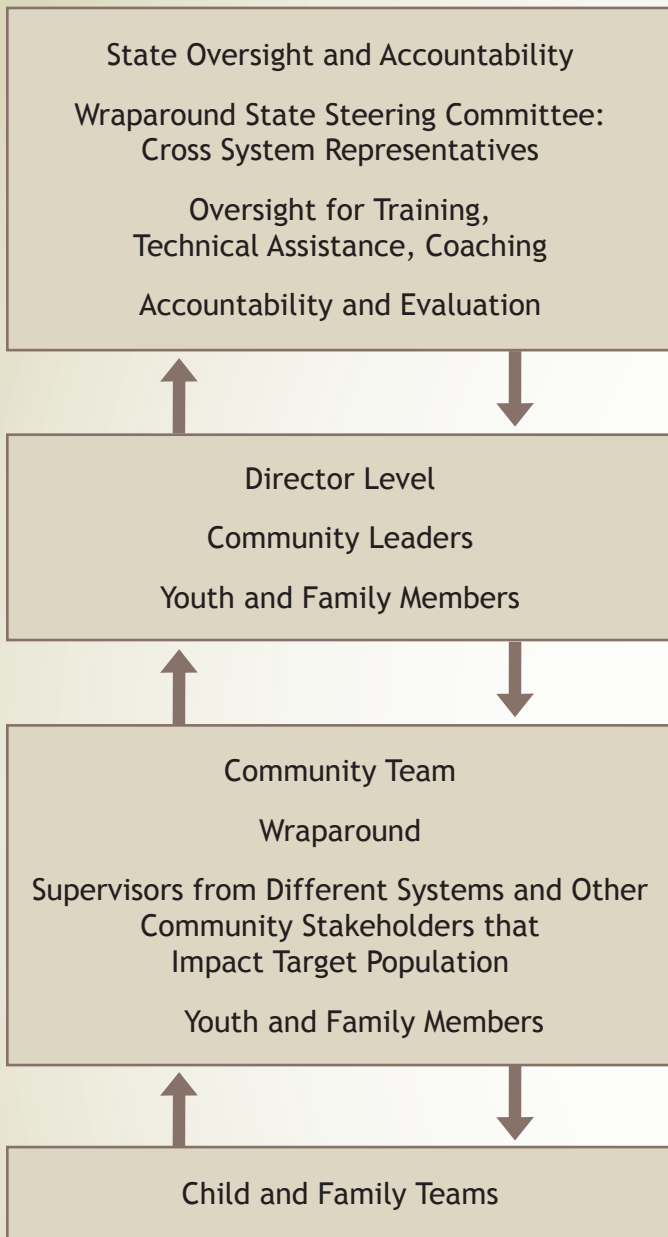 State Oversight and Accountability
Wraparound State Steering Committee:
Cross System Representatives
Oversight for Training,
Technical Assistance, Coaching
Accountability and Evaluation
Director Level
Community Leaders
Youth and Family Members
Community Team
Wraparound
Supervisors from Different Systems and Other
Community Stakeholders that
Impact Target Population
Youth and Family Members
Child and Family Teams